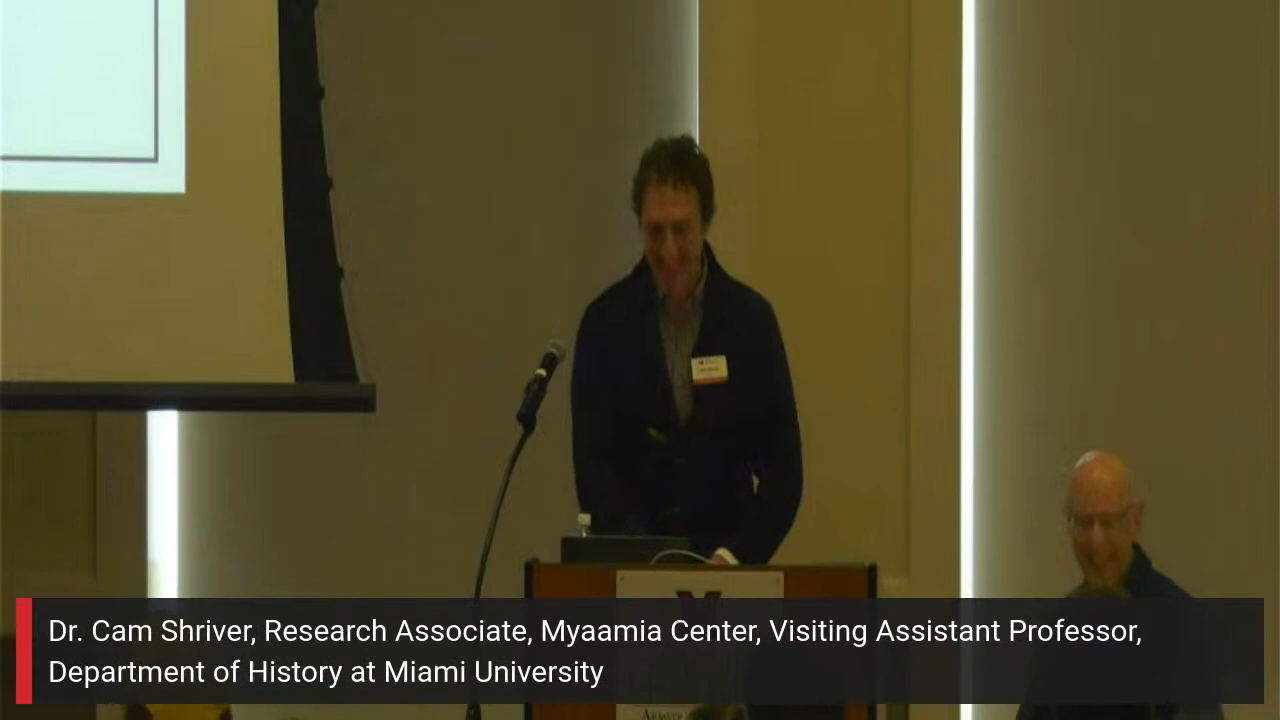 Dr. Cam Shriver, Research Associate, Myaamia Center, Visiting Assistant Professor,
Department of History at Miami University